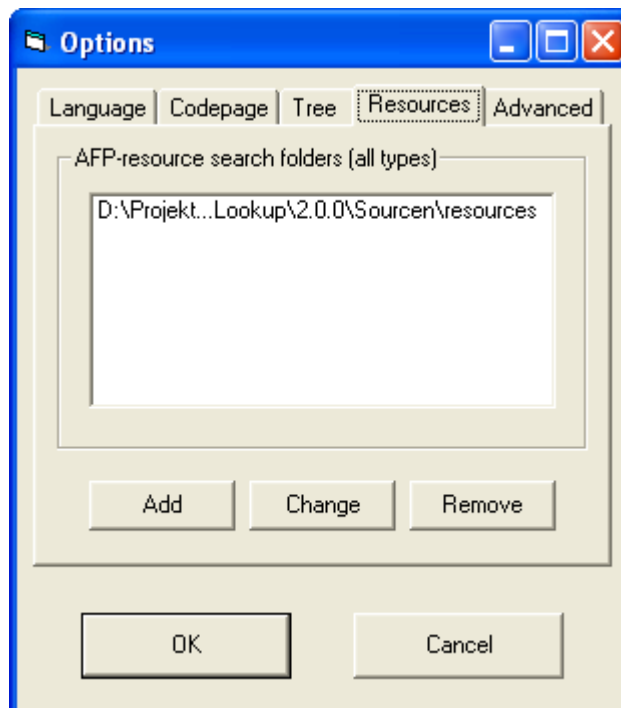 Options
Language Codepage Tree Resources Advanced
AFP-resource search folders (all types)
D:\Projekt...Lookup\2.0.0\Sourcen\resources
Add Change Remove
OK Cancel